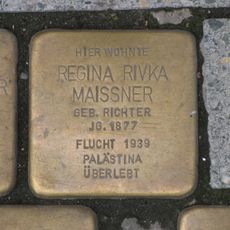 HIER WOHNTE
REGINA RIVKA
MAISSNER
GEB. RICHTER
JG. 1877
FLUCHT 1939
PALÄSTINA
ÜBERLEBT